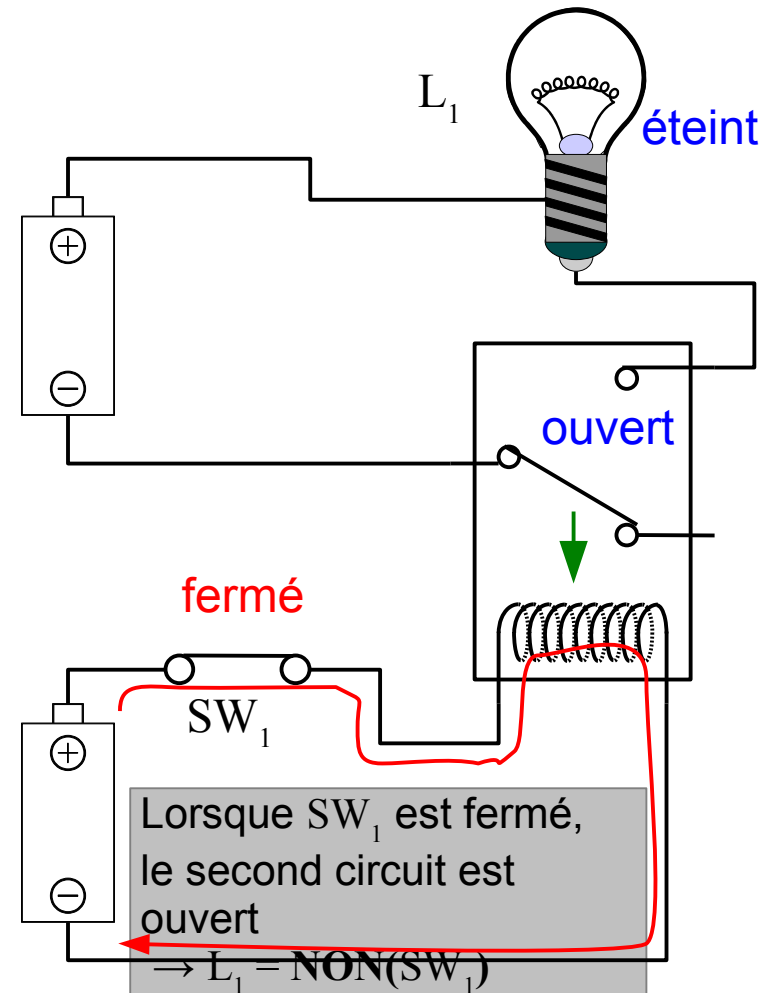 L₁
éteint
+
−
ouvert
fermé
SW₁
+
−
Lorsque SW₁ est fermé,
le second circuit est
ouvert
→ L₁ = NON(SW₁)